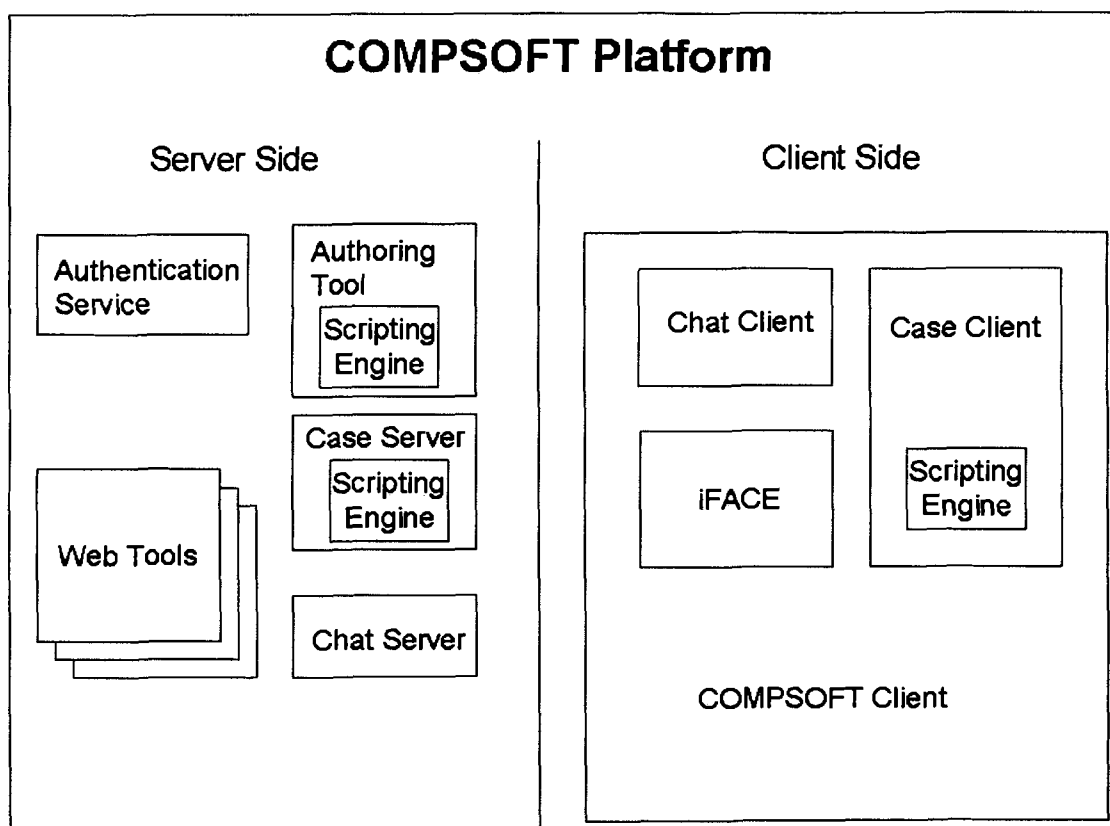 COMPSOFT Platform
Server Side
Authentication
Service
Authoring
Tool
Scripting
Engine
Case Server
Scripting
Engine
Web Tools
Chat Server
Client Side
Chat Client
Case Client
iFACE
Scripting
Engine
COMPSOFT Client